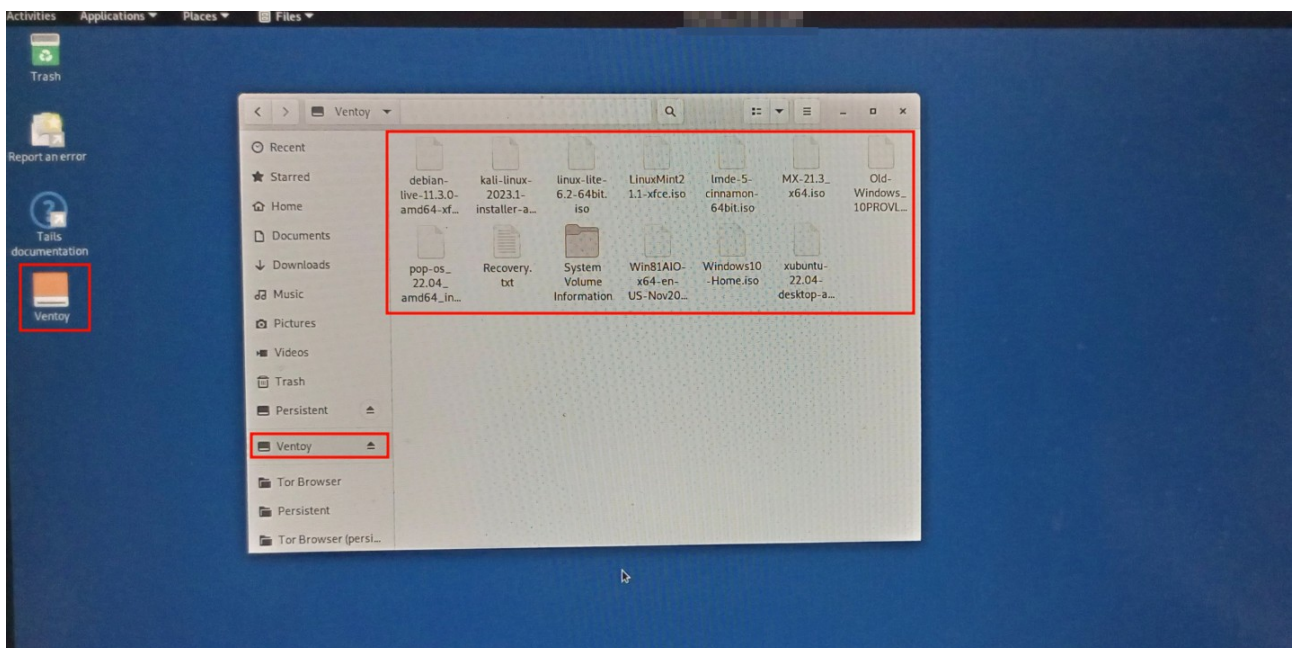 Activities Applications Places Files
Trash
Report an error
Tails
documentation
Ventoy
Ventoy
Recent
Starred
Home
Documents
Downloads
Music
Pictures
Videos
Trash
Persistent
Ventoy
Tor Browser
Persistent
Tor Browser (persi...
debian-
live-11.3.0-
amd64-xf...
kali-linux-
2023.1-
installer-a...
linux-lite-
6.2-64bit.
iso
LinuxMint2
1.1-xfce.iso
lmde-5-
cinnamon-
64bit.iso
MX-21.3_
x64.iso
Old-
Windows_
10PROVL...
pop-os_
22.04_
amd64_in...
Recovery.
txt
System
Volume
Information
Win81AIO-
x64-en-
US-Nov20...
Windows10
-Home.iso
xubuntu-
22.04-
desktop-a...